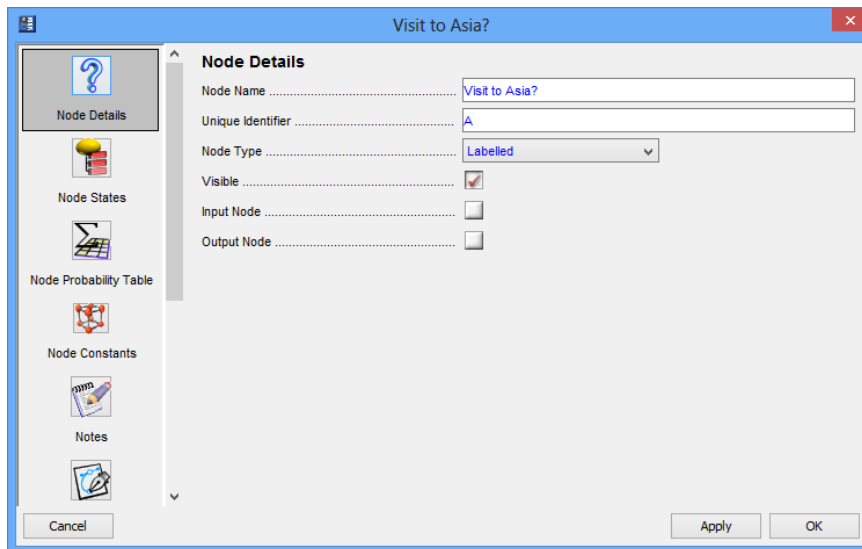 Visit to Asia?
Node Details
Node States
Node Probability Table
Node Constants
Notes
Node Details
Node Name ........................................................ Visit to Asia?
Unique Identifier ................................................ A
Node Type ......................................................... Labelled
Visible ................................................................
Input Node .........................................................
Output Node ......................................................
Cancel
Apply
OK